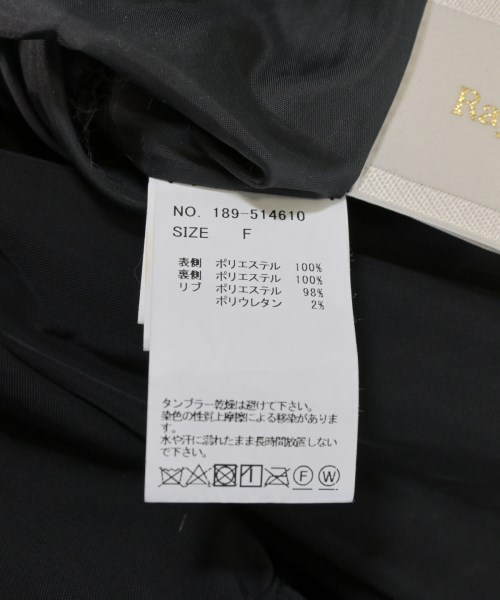 Ra
NO. 189-514610
SIZE F
表側 ポリエステル 100%
裏側 ポリエステル 100%
リブ ポリエステル 98%
ポリウレタン 2%
タンブラー乾燥は避けて下さい。
染色の性質上摩擦による移染があります。
水や汗に濡れたまま長時間放置しないで下さい。
F W